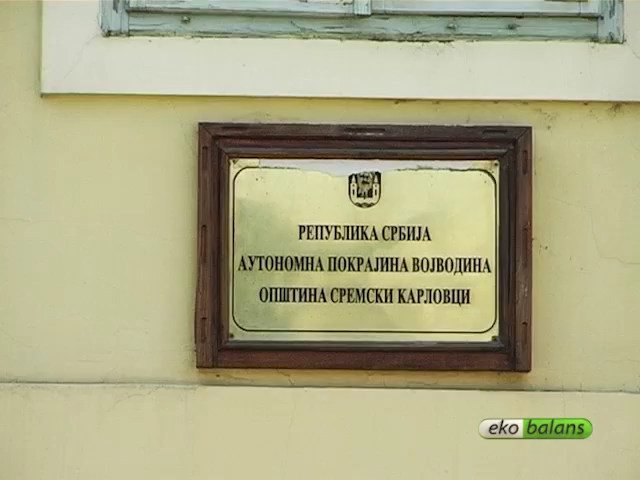 РЕПУБЛИКА СРБИЈА
АУТОНОМНА ПОКРАЈИНА ВОЈВОДИНА
ОПШТИНА СРЕМСКИ КАРЛОВЦИ
eko balans